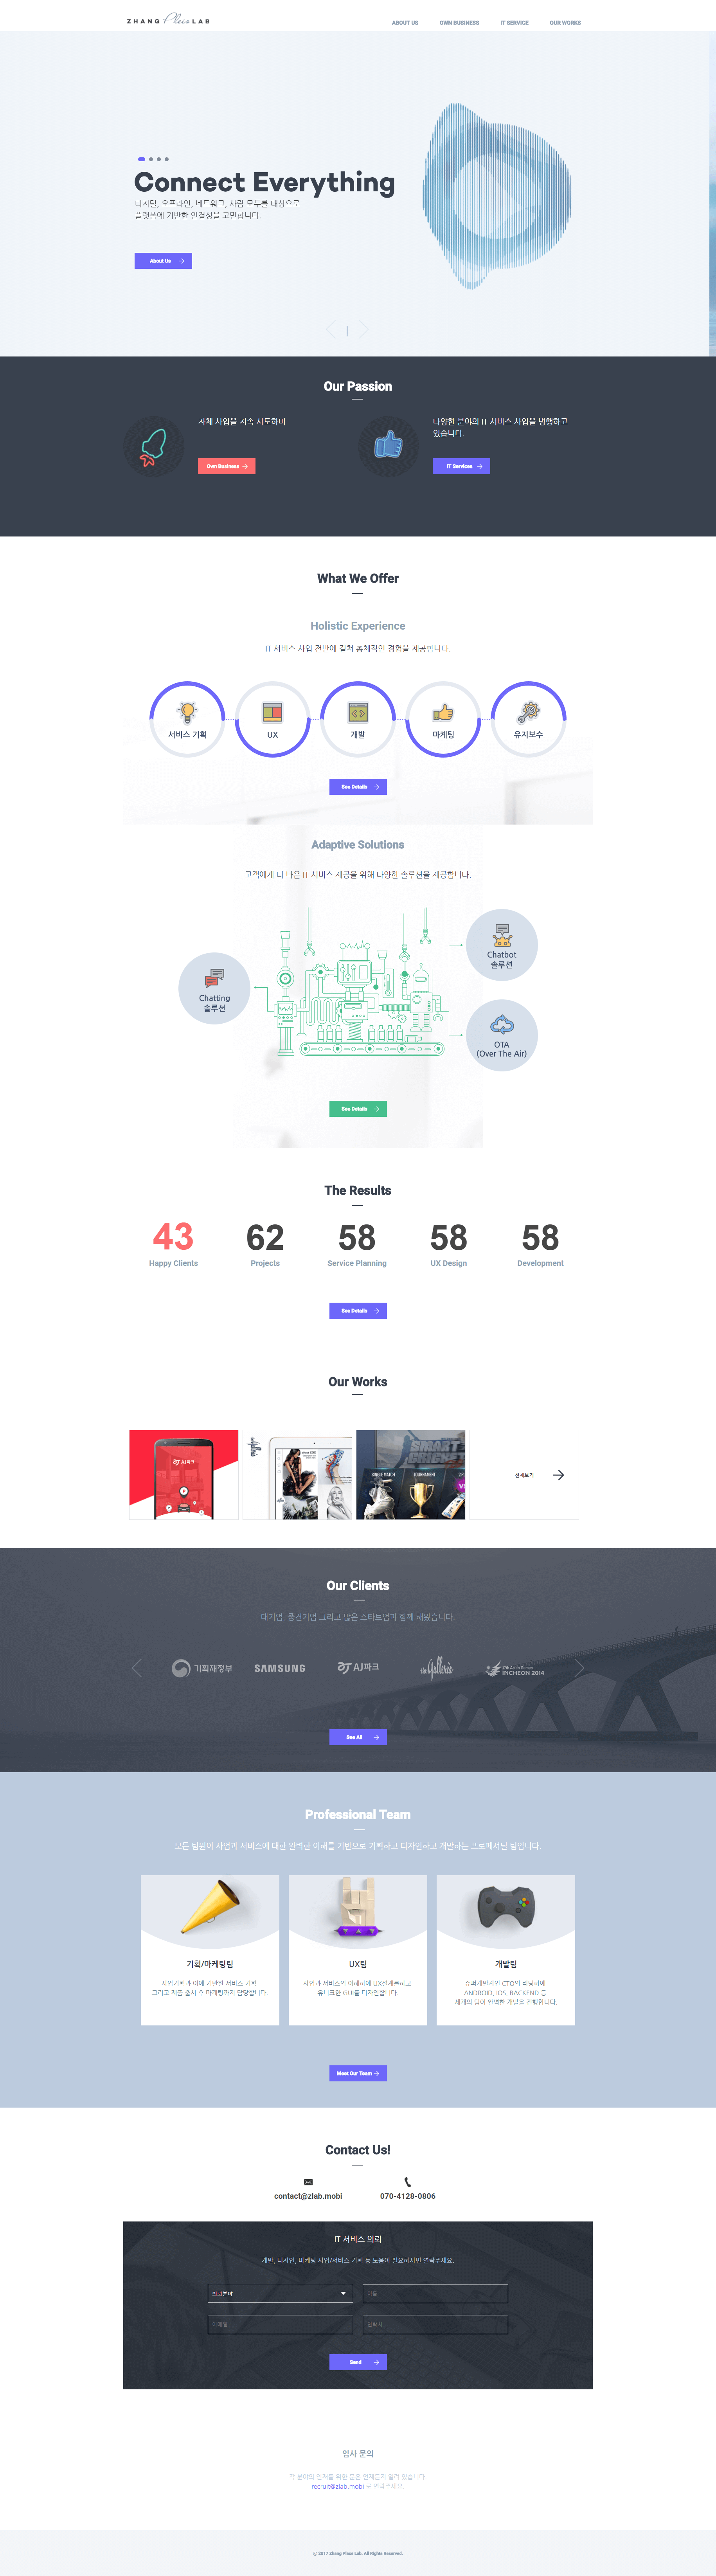 ZHANG Place LAB
ABOUT US
OWN BUSINESS
IT SERVICE
OUR WORKS
Connect Everything
디지털, 오프라인, 네트워크, 사람 모두를 대상으로
플랫폼에 기반한 연결성을 고민합니다.
About Us
Our Passion
자체 사업을 지속 시도하며
Own Business
다양한 분야의 IT 서비스 사업을 병행하고
있습니다.
IT Services
What We Offer
Holistic Experience
IT 서비스 사업 전반에 걸쳐 총체적인 경험을 제공합니다.
서비스 기획
UX
개발
마케팅
유지보수
See Details
Adaptive Solutions
고객에게 더 나은 IT 서비스 제공을 위해 다양한 솔루션을 제공합니다.
Chatting
솔루션
Chatbot
솔루션
OTA
(Over The Air)
See Details
The Results
43
62
58
58
58
Happy Clients
Projects
Service Planning
UX Design
Development
See Details
Our Works
AJ파크
SINGLE MATCH
TOURNAMENT
전체보기
Our Clients
대기업, 중견기업 그리고 많은 스타트업과 함께 해왔습니다.
기획재정부
SAMSUNG
AJ파크
the Galleria
INCHEON 2014
See All
Professional Team
모든 팀원이 사업과 서비스에 대한 완벽한 이해를 기반으로 기획하고 디자인하고 개발하는 프로페셔널 팀입니다.
기획/마케팅팀
사업기획과 이에 기반한 서비스 기획
그리고 제품 출시 후 마케팅까지 담당합니다.
UX팀
사업과 서비스의 이해하에 UX설계를하고
유니크한 GUI를 디자인합니다.
개발팀
슈퍼개발자인 CTO의 리딩하에
ANDROID, IOS, BACKEND 등
세개의 팀이 완벽한 개발을 진행합니다.
Meet Our Team
Contact Us!
contact@zlab.mobi
070-4128-0806
IT 서비스 의뢰
개발, 디자인, 마케팅 사업/서비스 기획 등 도움이 필요하시면 연락주세요.
의뢰분야
이름
이메일
연락처
Send
입사 문의
각 분야의 인재를 위한 문은 언제든지 열려 있습니다.
recruit@zlab.mobi 로 연락주세요.
ⓒ 2017 Zhang Place Lab. All Rights Reserved.